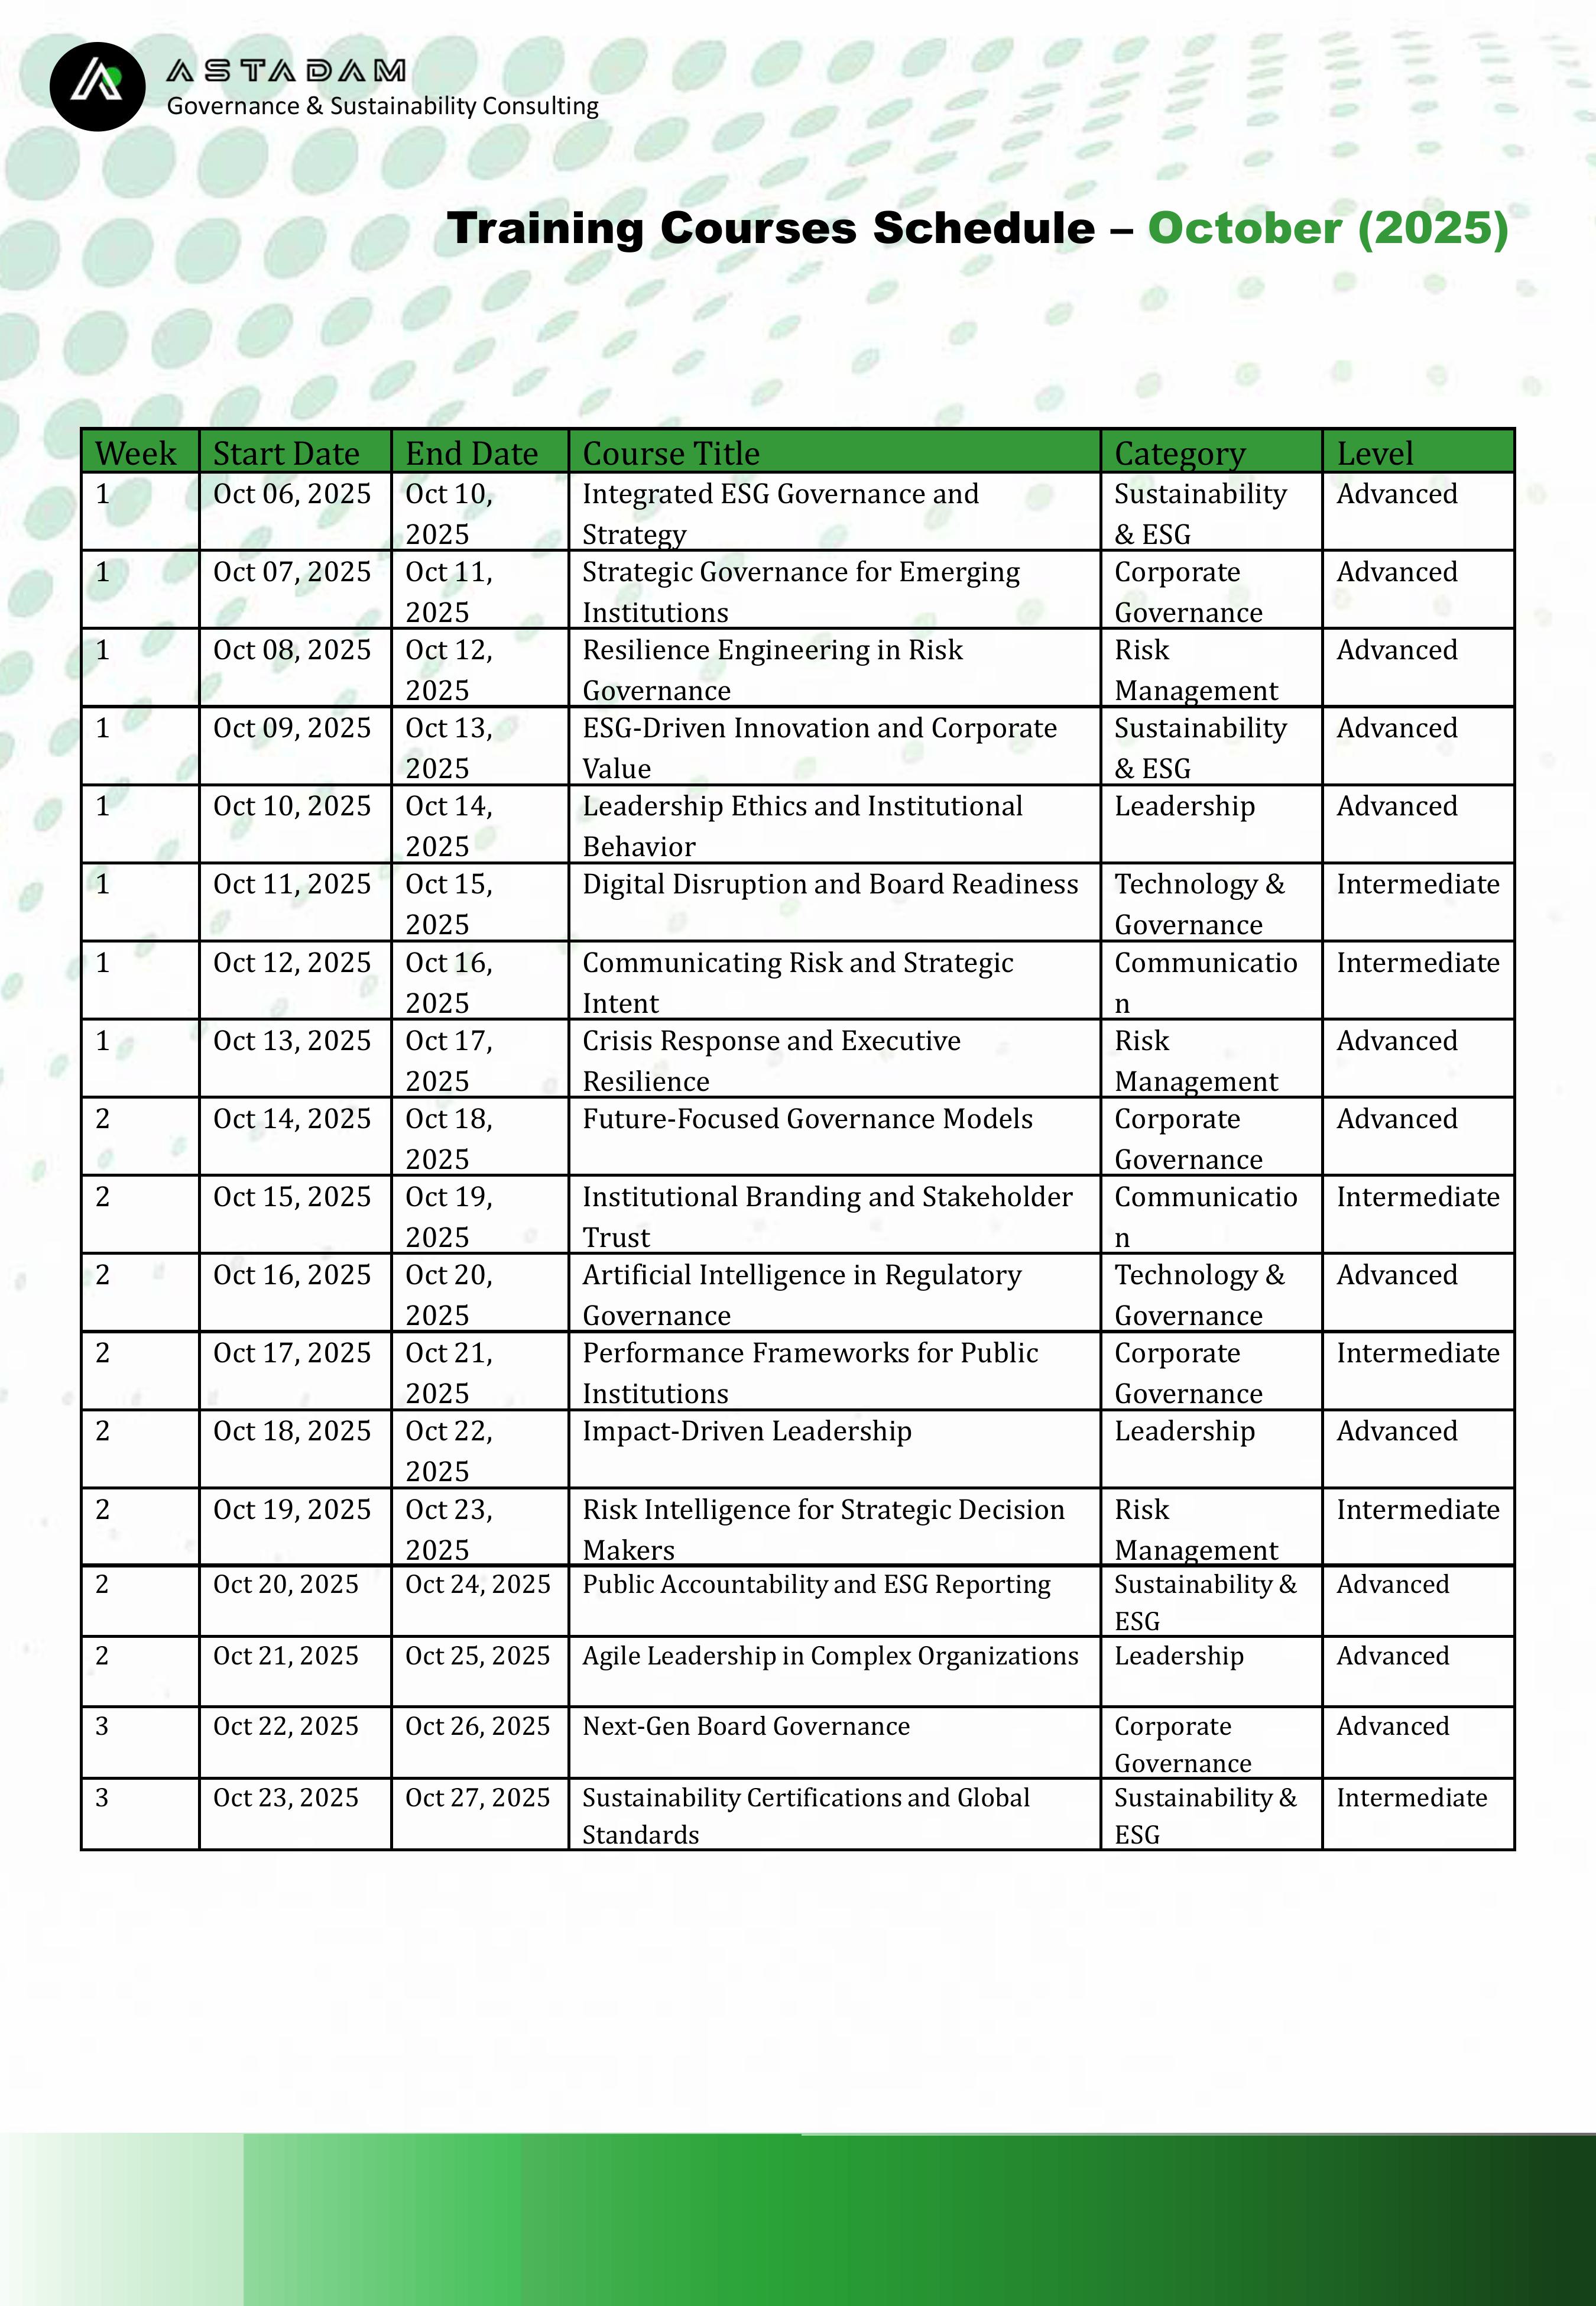 ASTADAM
Governance & Sustainability Consulting
Training Courses Schedule – October (2025)
Week Start Date End Date Course Title Category Level
1 Oct 06, 2025 Oct 10, Integrated ESG Governance and Sustainability Advanced
2025 Strategy & ESG
1 Oct 07, 2025 Oct 11, Strategic Governance for Emerging Corporate Advanced
2025 Institutions Governance
1 Oct 08, 2025 Oct 12, Resilience Engineering in Risk Risk Advanced
2025 Governance Management
1 Oct 09, 2025 Oct 13, ESG-Driven Innovation and Corporate Sustainability Advanced
2025 Value & ESG
1 Oct 10, 2025 Oct 14, Leadership Ethics and Institutional Leadership Advanced
2025 Behavior
1 Oct 11, 2025 Oct 15, Digital Disruption and Board Readiness Technology & Intermediate
2025 Governance
1 Oct 12, 2025 Oct 16, Communicating Risk and Strategic Communicatio Intermediate
2025 Intent n
1 Oct 13, 2025 Oct 17, Crisis Response and Executive Risk Advanced
2025 Resilience Management
2 Oct 14, 2025 Oct 18, Future-Focused Governance Models Corporate Advanced
2025 Governance
2 Oct 15, 2025 Oct 19, Institutional Branding and Stakeholder Communicatio Intermediate
2025 Trust n
2 Oct 16, 2025 Oct 20, Artificial Intelligence in Regulatory Technology & Advanced
2025 Governance Governance
2 Oct 17, 2025 Oct 21, Performance Frameworks for Public Corporate Intermediate
2025 Institutions Governance
2 Oct 18, 2025 Oct 22, Impact-Driven Leadership Leadership Advanced
2025
2 Oct 19, 2025 Oct 23, Risk Intelligence for Strategic Decision Risk Intermediate
2025 Makers Management
2 Oct 20, 2025 Oct 24, 2025 Public Accountability and ESG Reporting Sustainability & Advanced
ESG
2 Oct 21, 2025 Oct 25, 2025 Agile Leadership in Complex Organizations Leadership Advanced
3 Oct 22, 2025 Oct 26, 2025 Next-Gen Board Governance Corporate Advanced
Governance
3 Oct 23, 2025 Oct 27, 2025 Sustainability Certifications and Global Sustainability & Intermediate
Standards ESG